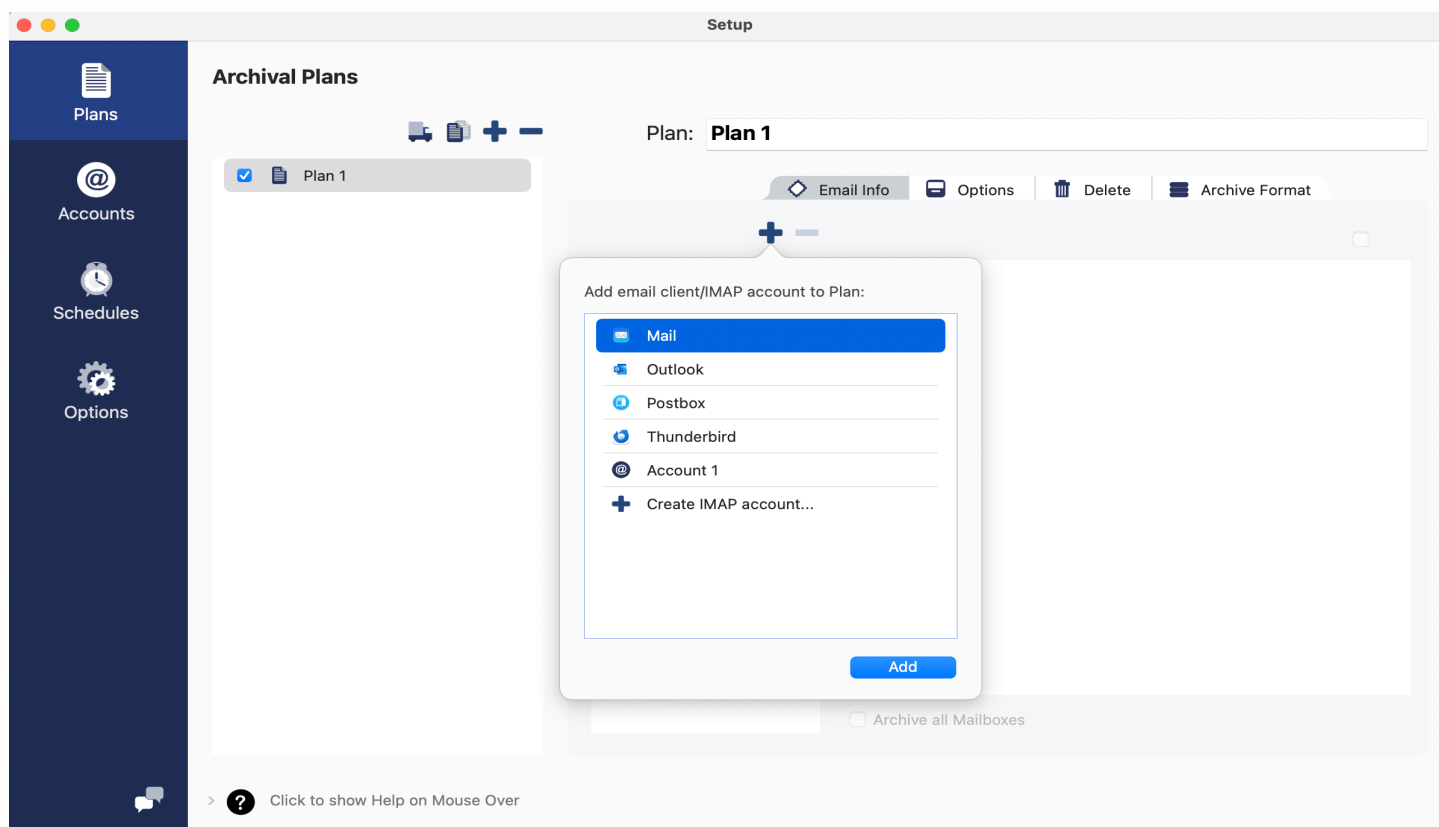 Setup
Plans
Accounts
Schedules
Options
Archival Plans
Plan 1
Plan: Plan 1
Email Info
Options
Delete
Archive Format
Add email client/IMAP account to Plan:
Mail
Outlook
Postbox
Thunderbird
@ Account 1
Create IMAP account...
Add
Archive all Mailboxes
? Click to show Help on Mouse Over